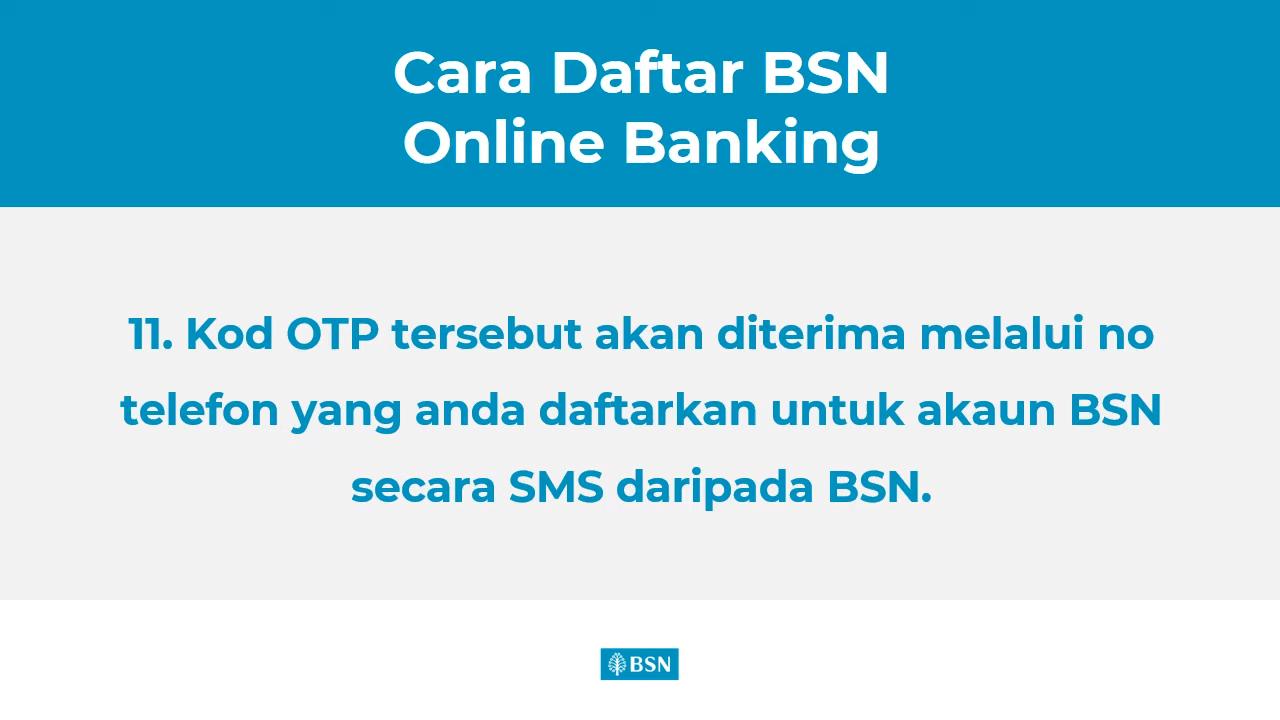 Cara Daftar BSN
Online Banking
11. Kod OTP tersebut akan diterima melalui no
telefon yang anda daftarkan untuk akaun BSN
secara SMS daripada BSN.
BSN